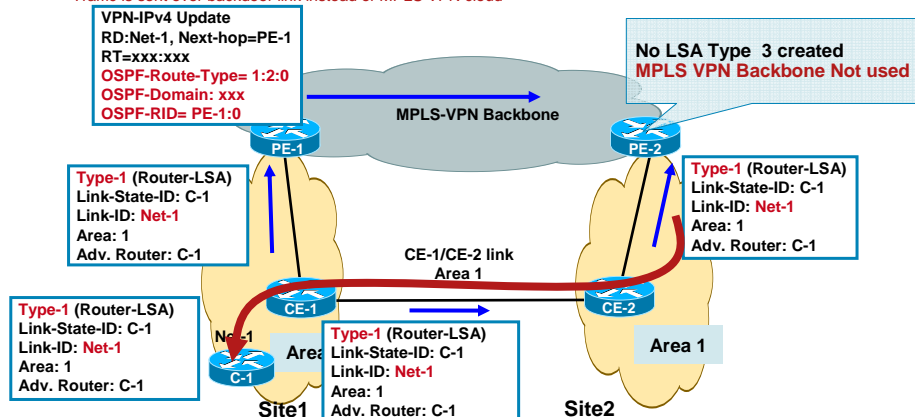 VPN-IPv4 Update
RD:Net-1, Next-hop=PE-1
RT=xxx:xxx
OSPF-Route-Type= 1:2:0
OSPF-Domain: xxx
OSPF-RID= PE-1:0
No LSA Type 3 created
MPLS VPN Backbone Not used
MPLS-VPN Backbone
PE-1
PE-2
Type-1 (Router-LSA)
Link-State-ID: C-1
Link-ID: Net-1
Area: 1
Adv. Router: C-1
Type-1 (Router-LSA)
Link-State-ID: C-1
Link-ID: Net-1
Area: 1
Adv. Router: C-1
CE-1/CE-2 link
Area 1
CE-1
CE-2
Type-1 (Router-LSA)
Link-State-ID: C-1
Link-ID: Net-1
Area: 1
Adv. Router: C-1
C-1
Area
Type-1 (Router-LSA)
Link-State-ID: C-1
Link-ID: Net-1
Area: 1
Adv. Router: C-1
Area 1
Site1
Site2